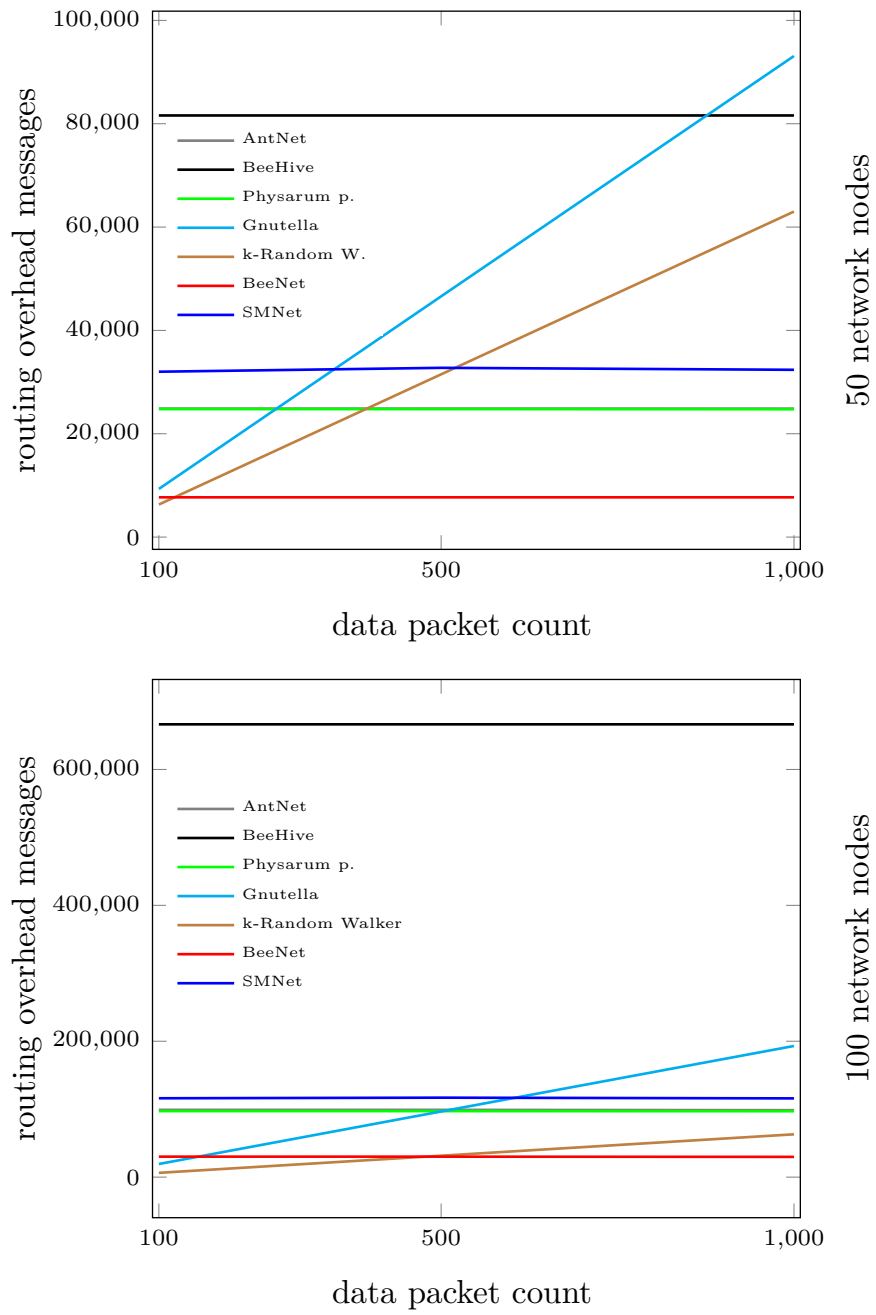 100,000
80,000
60,000
40,000
20,000
0
routing overhead messages
AntNet
BeeHive
Physarum p.
Gnutella
k-Random W.
BeeNet
SMNet
50 network nodes
100 500 1,000
data packet count
600,000
400,000
200,000
0
routing overhead messages
AntNet
BeeHive
Physarum p.
Gnutella
k-Random Walker
BeeNet
SMNet
100 network nodes
100 500 1,000
data packet count